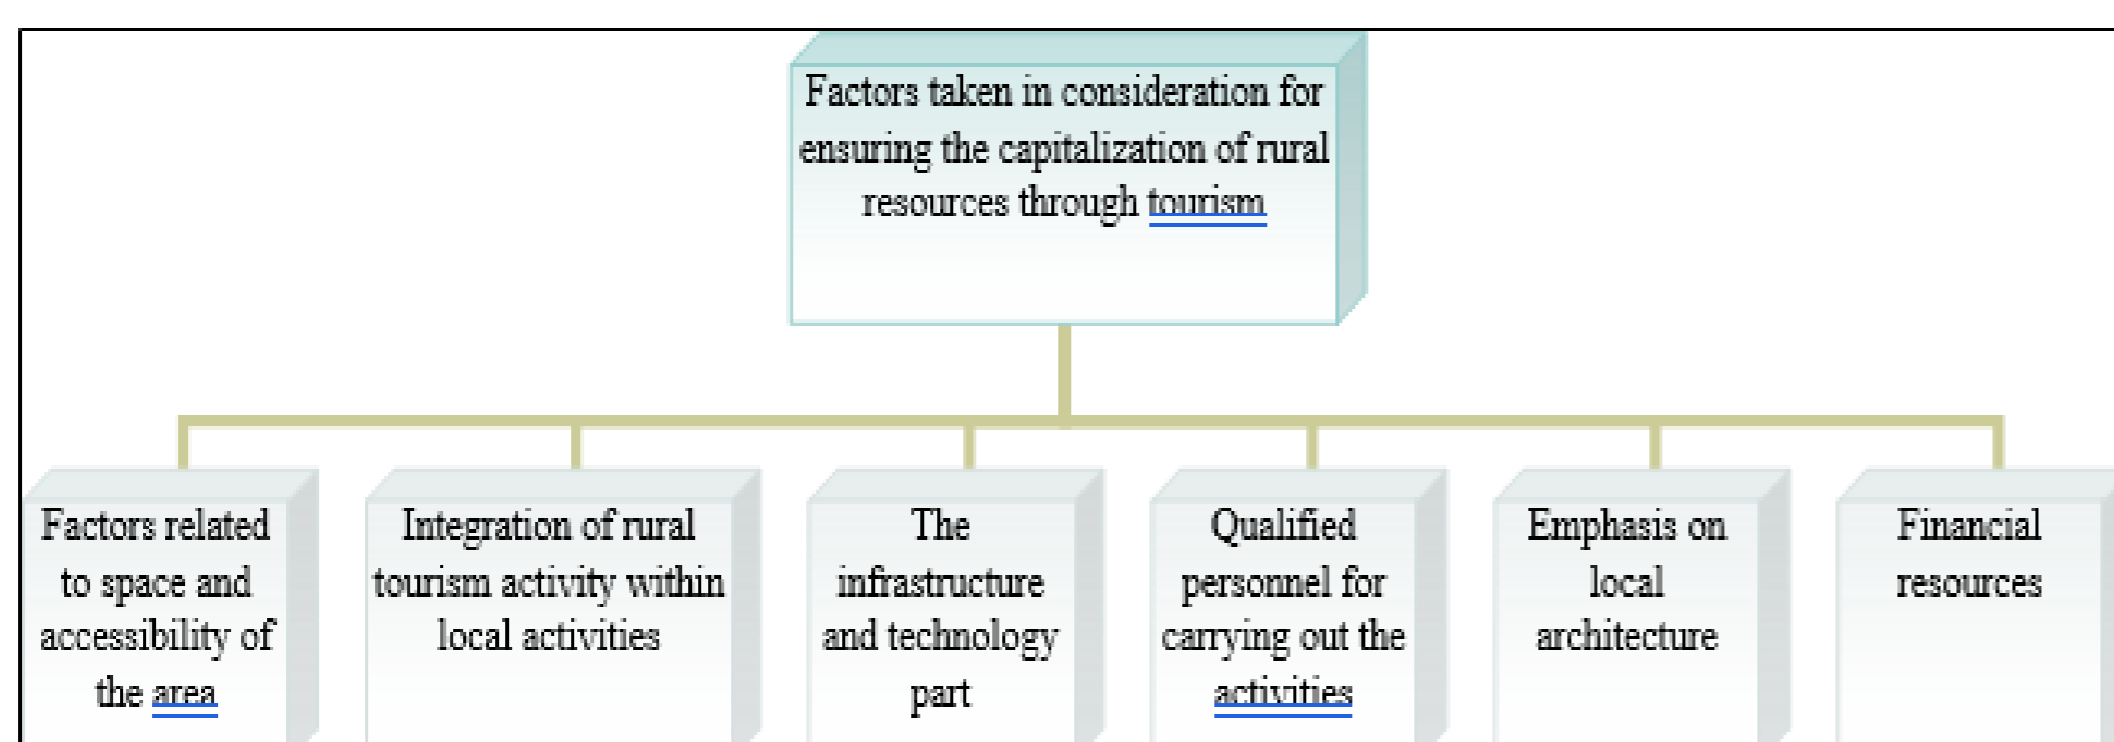 Factors taken in consideration for
ensuring the capitalization of rural
resources through tourism
Factors related
to space and
accessibility of
the area
Integration of rural
tourism activity within
local activities
The
infrastructure
and technology
part
Qualified
personnel for
carrying out the
activities
Emphasis on
local
architecture
Financial
resources